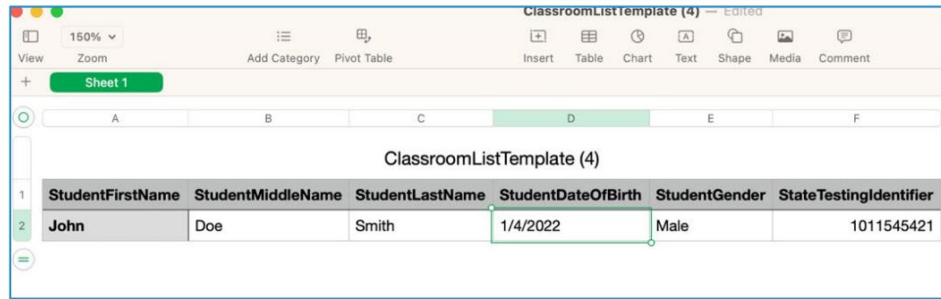 ClassroomListTemplate (4) — Edited
150%
View Zoom Add Category Pivot Table Insert Table Chart Text Shape Media Comment
+ Sheet 1
A B C D E F
ClassroomListTemplate (4)
1 StudentFirstName StudentMiddleName StudentLastName StudentDateOfBirth StudentGender StateTestingIdentifier
2 John Doe Smith 1/4/2022 Male 1011545421